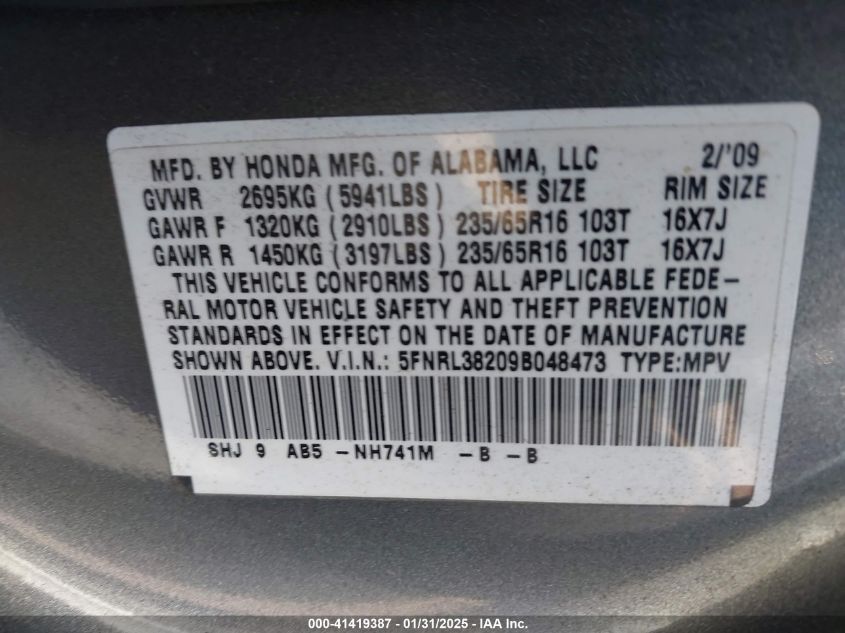 MFD. BY HONDA MFG. OF ALABAMA, LLC 2/'09
GVWR 2695KG (5941LBS) TIRE SIZE RIM SIZE
GAWR F 1320KG (2910LBS) 235/65R16 103T 16X7J
GAWR R 1450KG (3197LBS) 235/65R16 103T 16X7J
THIS VEHICLE CONFORMS TO ALL APPLICABLE FEDE-
RAL MOTOR VEHICLE SAFETY AND THEFT PREVENTION
STANDARDS IN EFFECT ON THE DATE OF MANUFACTURE
SHOWN ABOVE. V.I.N.: 5FNRL38209B048473 TYPE:MPV
SHJ 9 AB5 -NH741M -B -B
000-41419387 - 01/31/2025 - IAA Inc.